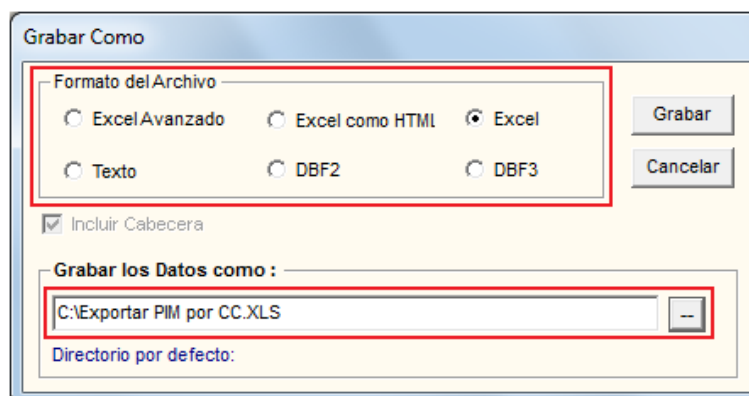 Grabar Como
Formato del Archivo
Excel Avanzado Excel como HTML Excel
Texto DBF2 DBF3
Grabar
Cancelar
Incluir Cabecera
Grabar los Datos como :
C:\Exportar PIM por CC.XLS --
Directorio por defecto: